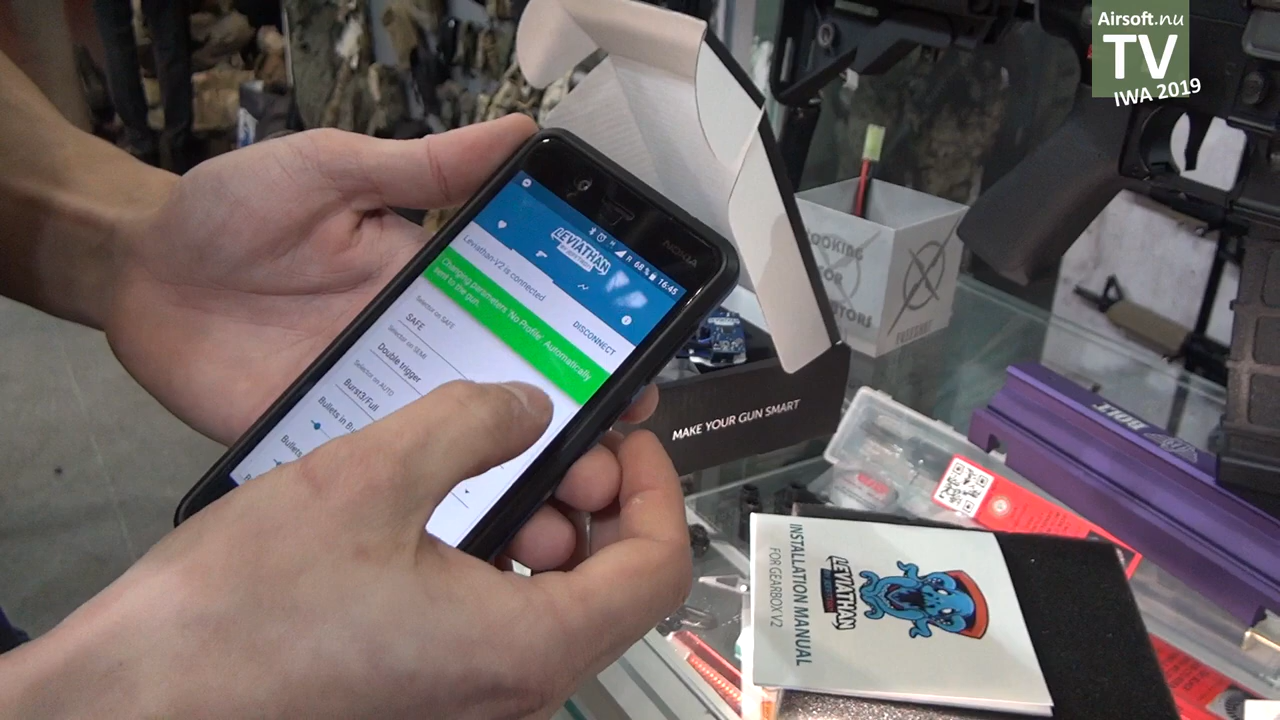 Airsoft.nu
TV
IWA 2019
NOKIA
68 % 16:45
LEVIATHAN
Leviathan-V2 is connected
DISCONNECT
Changing parameters 'No Profile'. Automatically
sent to the gun.
Selector on SAFE
SAFE
Selector on SEMI
Double trigger
Selector on AUTO
Burst3/Full
Bullets in
Bullets
LOOKING
FOR
MAKE YOUR GUN SMART
BOLT
INSTALLATION MANUAL
FOR GEARBOX V2
LEVIATHAN